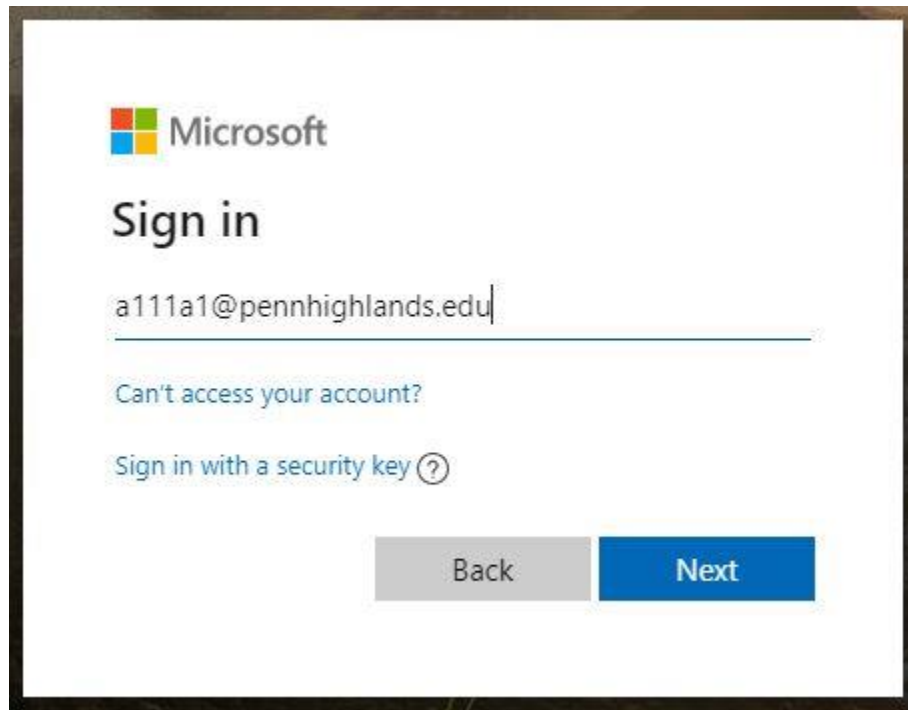 Microsoft
Sign in
a111a1@pennhighlands.edu
Can't access your account?
Sign in with a security key ?
Back Next